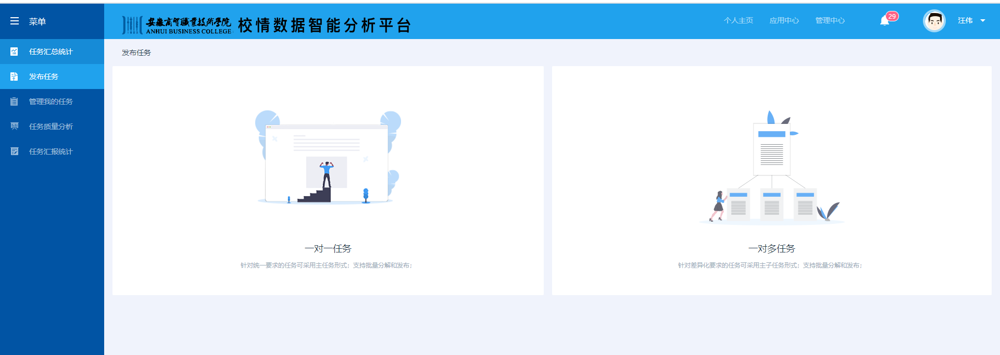 菜单
安徽商贸職業技術学院
ANHUI BUSINESS COLLEGE
校情数据智能分析平台
个人主页 应用中心 管理中心 29 汪伟
任务汇总统计
发布任务
管理我的任务
任务质量分析
任务汇报统计
发布任务
一对一任务
针对统一要求的任务可采用主任务形式；支持批量分解和发布；
一对多任务
针对差异化要求的任务可采用主子任务形式；支持批量分解和发布；